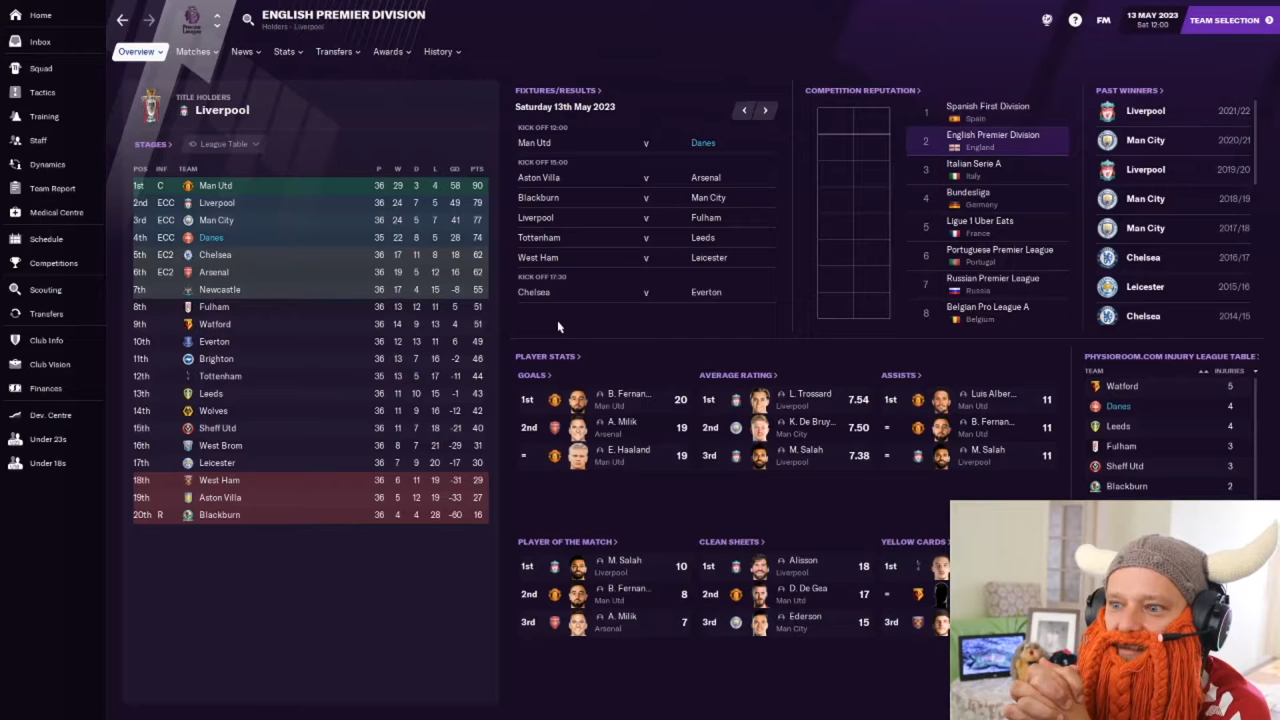 Home
Inbox
Squad
Tactics
Training
Staff
Dynamics
Team Report
Medical Centre
Schedule
Competitions
Scouting
Transfers
Club Info
Club Vision
Finances
Dev. Centre
Under 23s
Under 18s
ENGLISH PREMIER DIVISION
Holders - Liverpool
FM
13 MAY 2023
Sat 12:00
TEAM SELECTION
Overview
Matches
News
Stats
Transfers
Awards
History
TITLE HOLDERS
Liverpool
STAGES >
League Table
POS INF TEAM P W D L GD PTS
1st C Man Utd 36 29 3 4 58 90
2nd ECC Liverpool 36 24 7 5 49 79
3rd ECC Man City 36 24 5 7 41 77
4th ECC Danes 35 22 8 5 28 74
5th EC2 Chelsea 36 17 11 8 18 62
6th EC2 Arsenal 36 19 5 12 16 62
7th Newcastle 36 17 4 15 -8 55
8th Fulham 36 13 12 11 5 51
9th Watford 36 14 9 13 4 51
10th Everton 36 12 13 11 6 49
11th Brighton 36 13 7 16 -2 46
12th Tottenham 35 13 5 17 -11 44
13th Leeds 36 11 10 15 -1 43
14th Wolves 36 11 9 16 -12 42
15th Sheff Utd 36 11 7 18 -21 40
16th West Brom 36 8 7 21 -29 31
17th Leicester 36 7 9 20 -17 30
18th West Ham 36 6 11 19 -31 29
19th Aston Villa 36 5 12 19 -33 27
20th R Blackburn 36 4 4 28 -60 16
FIXTURES/RESULTS >
Saturday 13th May 2023
KICK OFF 12:00
Man Utd v Danes
KICK OFF 15:00
Aston Villa v Arsenal
Blackburn v Man City
Liverpool v Fulham
Tottenham v Leeds
West Ham v Leicester
KICK OFF 17:30
Chelsea v Everton
COMPETITION REPUTATION >
1 Spanish First Division
Spain
2 English Premier Division
England
3 Italian Serie A
Italy
4 Bundesliga
Germany
5 Ligue 1 Uber Eats
France
6 Portuguese Premier League
Portugal
7 Russian Premier League
Russia
8 Belgian Pro League A
Belgium
PAST WINNERS >
Liverpool 2021/22
Man City 2020/21
Liverpool 2019/20
Man City 2018/19
Man City 2017/18
Chelsea 2016/17
Leicester 2015/16
Chelsea 2014/15
PLAYER STATS >
GOALS >
1st B. Fernan... 20
Man Utd
2nd A. Milik 19
Arsenal
= E. Haaland 19
Man Utd
AVERAGE RATING >
1st L. Trossard 7.54
Liverpool
2nd K. De Bruy... 7.50
Man City
3rd M. Salah 7.38
Liverpool
ASSISTS >
1st Luis Alber... 11
Man Utd
= B. Fernan... 11
Man Utd
= M. Salah 11
Liverpool
PHYSIOROOM.COM INJURY LEAGUE TABLE
TEAM INJURIES
Watford 5
Danes 4
Leeds 4
Fulham 3
Sheff Utd 3
Blackburn 2
PLAYER OF THE MATCH >
1st M. Salah 10
Liverpool
2nd B. Fernan... 8
Man Utd
3rd A. Milik 7
Arsenal
CLEAN SHEETS >
1st Alisson 18
Liverpool
2nd D. De Gea 17
Man Utd
3rd Ederson 15
Man City
YELLOW CARDS
1st
=
3rd